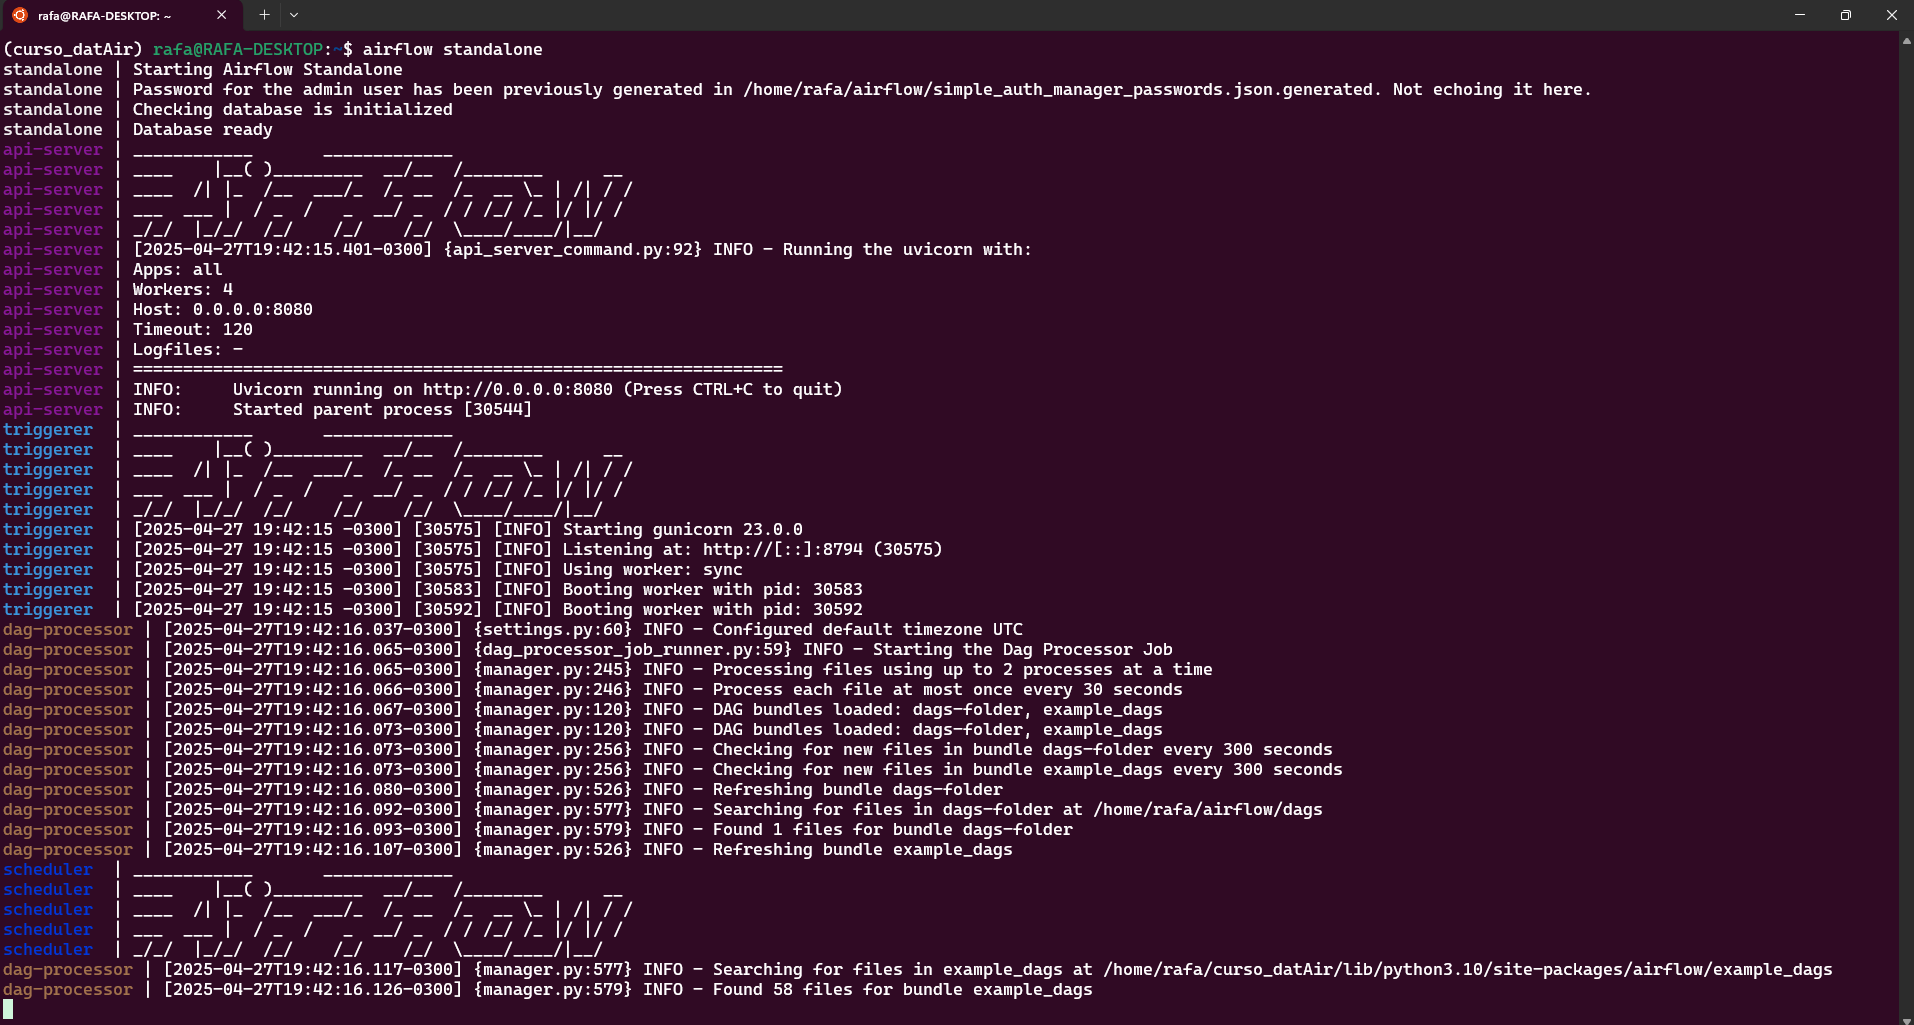 rafa@RAFA-DESKTOP: ~
(curso_datAir) rafa@RAFA-DESKTOP:~$ airflow standalone
standalone | Starting Airflow Standalone
standalone | Password for the admin user has been previously generated in /home/rafa/airflow/simple_auth_manager_passwords.json.generated. Not echoing it here.
standalone | Checking database is initialized
standalone | Database ready
api-server | ____________       _____________
api-server | ____    |__( )_________  __/__  /________      __
api-server | ____  /| |_  /__  ___/_  /_ __  /_  __ \_ | /| / /
api-server | ___  ___ |  / _  /   _  __/ _  / / /_/ /_ |/ |/ /
api-server | _/_/  |_/_/  /_/    /_/    /_/  \____/____/|__/
api-server | [2025-04-27T19:42:15.401-0300] {api_server_command.py:92} INFO - Running the uvicorn with:
api-server | Apps: all
api-server | Workers: 4
api-server | Host: 0.0.0.0:8080
api-server | Timeout: 120
api-server | Logfiles: -
api-server | =================================================================
api-server | INFO:     Uvicorn running on http://0.0.0.0:8080 (Press CTRL+C to quit)
api-server | INFO:     Started parent process [30544]
triggerer  | ____________       _____________
triggerer  | ____    |__( )_________  __/__  /________      __
triggerer  | ____  /| |_  /__  ___/_  /_ __  /_  __ \_ | /| / /
triggerer  | ___  ___ |  / _  /   _  __/ _  / / /_/ /_ |/ |/ /
triggerer  | _/_/  |_/_/  /_/    /_/    /_/  \____/____/|__/
triggerer  | [2025-04-27 19:42:15 -0300] [30575] [INFO] Starting gunicorn 23.0.0
triggerer  | [2025-04-27 19:42:15 -0300] [30575] [INFO] Listening at: http://[::]:8794 (30575)
triggerer  | [2025-04-27 19:42:15 -0300] [30575] [INFO] Using worker: sync
triggerer  | [2025-04-27 19:42:15 -0300] [30583] [INFO] Booting worker with pid: 30583
triggerer  | [2025-04-27 19:42:15 -0300] [30592] [INFO] Booting worker with pid: 30592
dag-processor | [2025-04-27T19:42:16.037-0300] {settings.py:60} INFO - Configured default timezone UTC
dag-processor | [2025-04-27T19:42:16.065-0300] {dag_processor_job_runner.py:59} INFO - Starting the Dag Processor Job
dag-processor | [2025-04-27T19:42:16.065-0300] {manager.py:245} INFO - Processing files using up to 2 processes at a time
dag-processor | [2025-04-27T19:42:16.066-0300] {manager.py:246} INFO - Process each file at most once every 30 seconds
dag-processor | [2025-04-27T19:42:16.067-0300] {manager.py:120} INFO - DAG bundles loaded: dags-folder, example_dags
dag-processor | [2025-04-27T19:42:16.073-0300] {manager.py:120} INFO - DAG bundles loaded: dags-folder, example_dags
dag-processor | [2025-04-27T19:42:16.073-0300] {manager.py:256} INFO - Checking for new files in bundle dags-folder every 300 seconds
dag-processor | [2025-04-27T19:42:16.073-0300] {manager.py:256} INFO - Checking for new files in bundle example_dags every 300 seconds
dag-processor | [2025-04-27T19:42:16.080-0300] {manager.py:526} INFO - Refreshing bundle dags-folder
dag-processor | [2025-04-27T19:42:16.092-0300] {manager.py:577} INFO - Searching for files in dags-folder at /home/rafa/airflow/dags
dag-processor | [2025-04-27T19:42:16.093-0300] {manager.py:579} INFO - Found 1 files for bundle dags-folder
dag-processor | [2025-04-27T19:42:16.107-0300] {manager.py:526} INFO - Refreshing bundle example_dags
scheduler  | ____________       _____________
scheduler  | ____    |__( )_________  __/__  /________      __
scheduler  | ____  /| |_  /__  ___/_  /_ __  /_  __ \_ | /| / /
scheduler  | ___  ___ |  / _  /   _  __/ _  / / /_/ /_ |/ |/ /
scheduler  | _/_/  |_/_/  /_/    /_/    /_/  \____/____/|__/
dag-processor | [2025-04-27T19:42:16.117-0300] {manager.py:577} INFO - Searching for files in example_dags at /home/rafa/curso_datAir/lib/python3.10/site-packages/airflow/example_dags
dag-processor | [2025-04-27T19:42:16.126-0300] {manager.py:579} INFO - Found 58 files for bundle example_dags